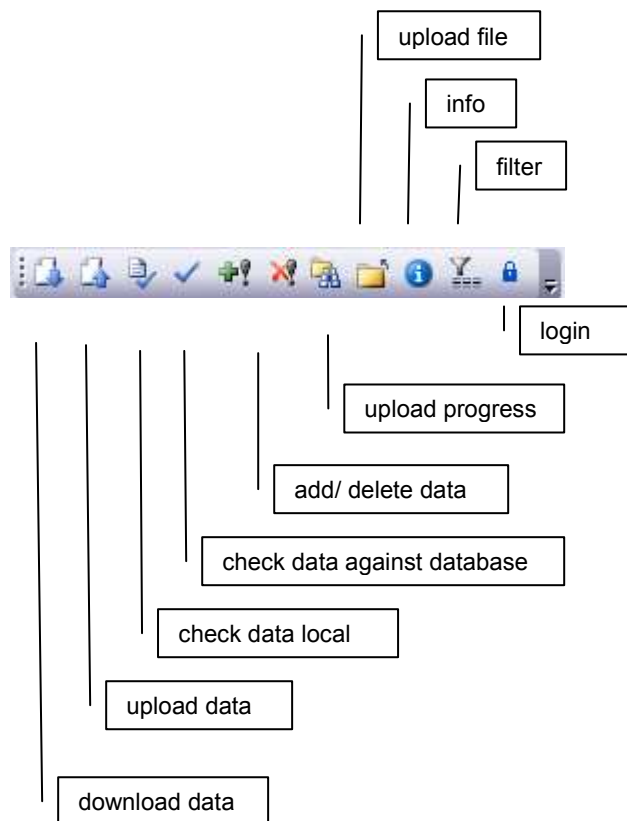 upload file
info
filter
login
upload progress
add/ delete data
check data against database
check data local
upload data
download data